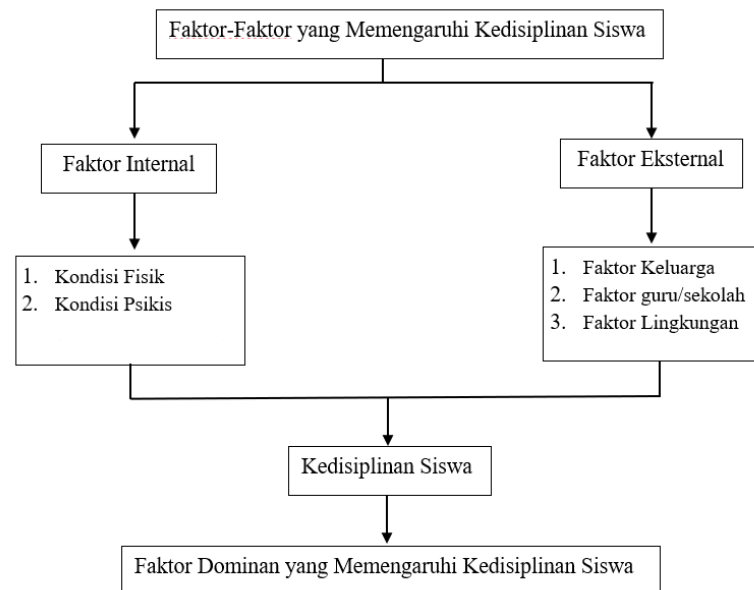 Faktor-Faktor yang Memengaruhi Kedisiplinan Siswa
Faktor Internal
Faktor Eksternal
1. Kondisi Fisik
2. Kondisi Psikis
1. Faktor Keluarga
2. Faktor guru/sekolah
3. Faktor Lingkungan
Kedisiplinan Siswa
Faktor Dominan yang Memengaruhi Kedisiplinan Siswa